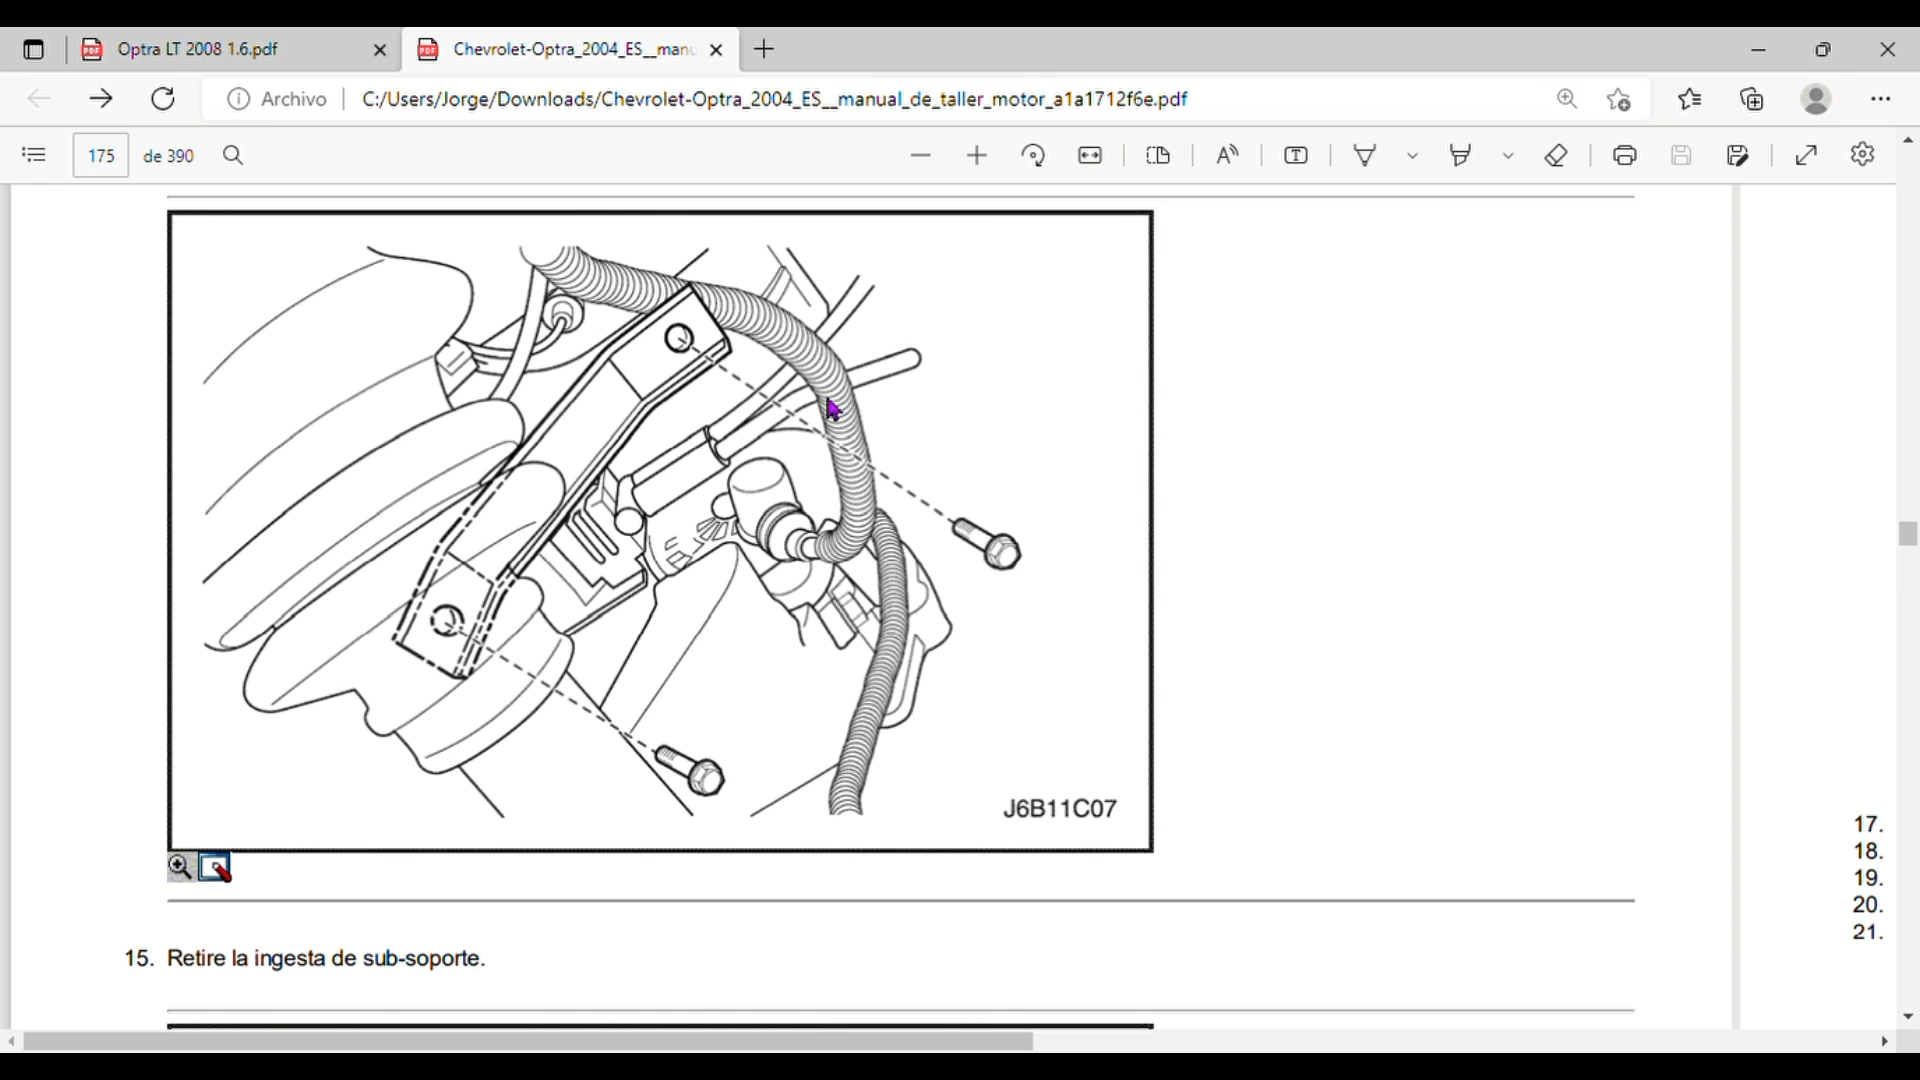 Optra LT 2008 1.6.pdf
Chevrolet-Optra_2004_ES__manu
Archivo
C:/Users/Jorge/Downloads/Chevrolet-Optra_2004_ES__manual_de_taller_motor_a1a1712f6e.pdf
175 de 390
J6B11C07
17.
18.
19.
20.
21.
15. Retire la ingesta de sub-soporte.